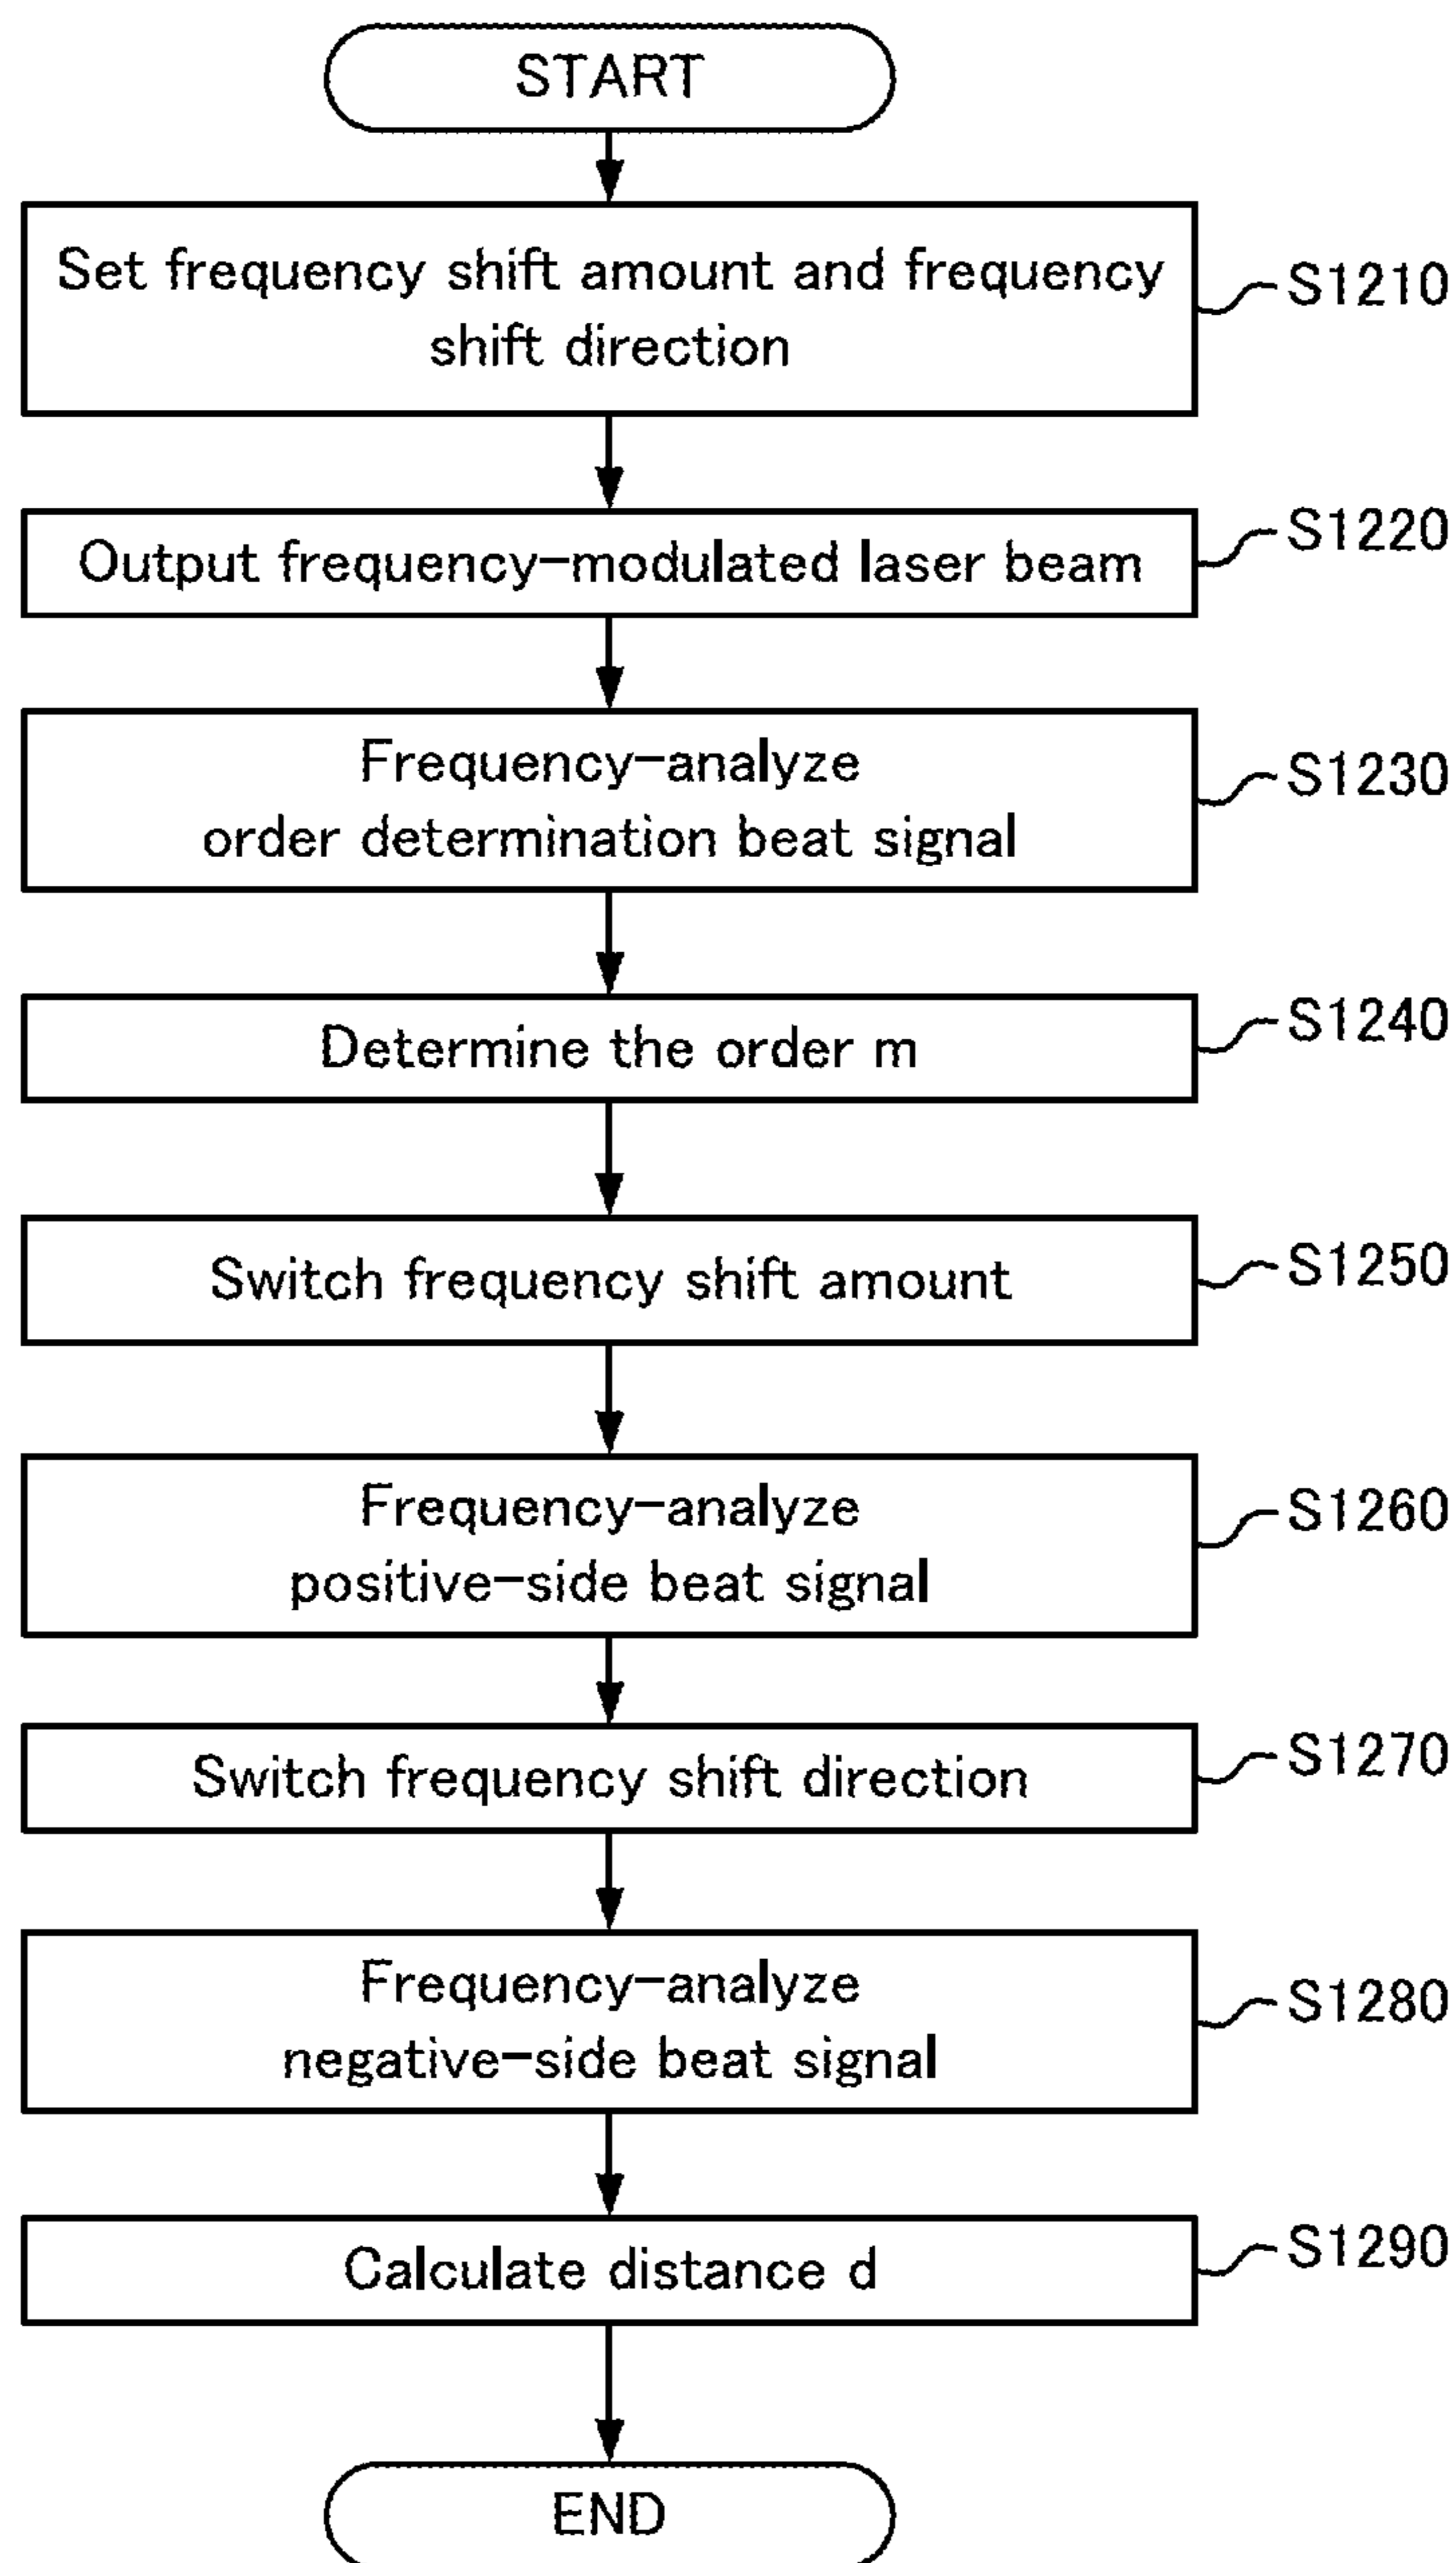 START
Set frequency shift amount and frequency
shift direction
S1210
Output frequency-modulated laser beam
S1220
Frequency-analyze
order determination beat signal
S1230
Determine the order m
S1240
Switch frequency shift amount
S1250
Frequency-analyze
positive-side beat signal
S1260
Switch frequency shift direction
S1270
Frequency-analyze
negative-side beat signal
S1280
Calculate distance d
S1290
END